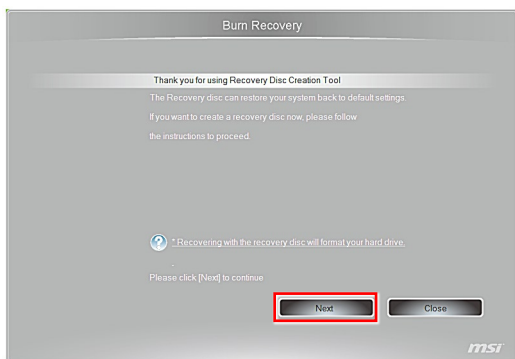 Burn Recovery
Thank you for using Recovery Disc Creation Tool
The Recovery disc can restore your system back to default settings.
If you want to create a recovery disc now, please follow
the instructions to proceed.
* Recovering with the recovery disc will format your hard drive.
Please click [Next] to continue
Next
Close
msi